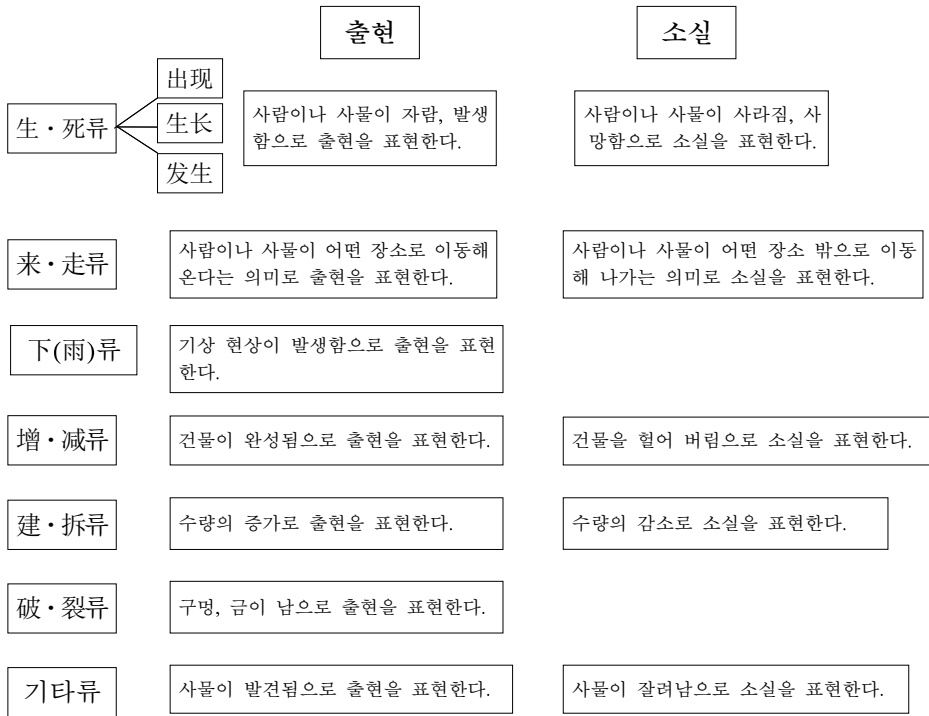 출현
소실
生·死류
出现
生长
发生
사람이나 사물이 자람, 발생
함으로 출현을 표현한다.
사람이나 사물이 사라짐, 사
망함으로 소실을 표현한다.
来·走류
사람이나 사물이 어떤 장소로 이동해
온다는 의미로 출현을 표현한다.
사람이나 사물이 어떤 장소 밖으로 이동
해 나가는 의미로 소실을 표현한다.
下(雨)류
기상 현상이 발생함으로 출현을 표현
한다.
增·减류
건물이 완성됨으로 출현을 표현한다.
건물을 헐어 버림으로 소실을 표현한다.
建·拆류
수량의 증가로 출현을 표현한다.
수량의 감소로 소실을 표현한다.
破·裂류
구멍, 금이 남으로 출현을 표현한다.
기타류
사물이 발견됨으로 출현을 표현한다.
사물이 잘려남으로 소실을 표현한다.